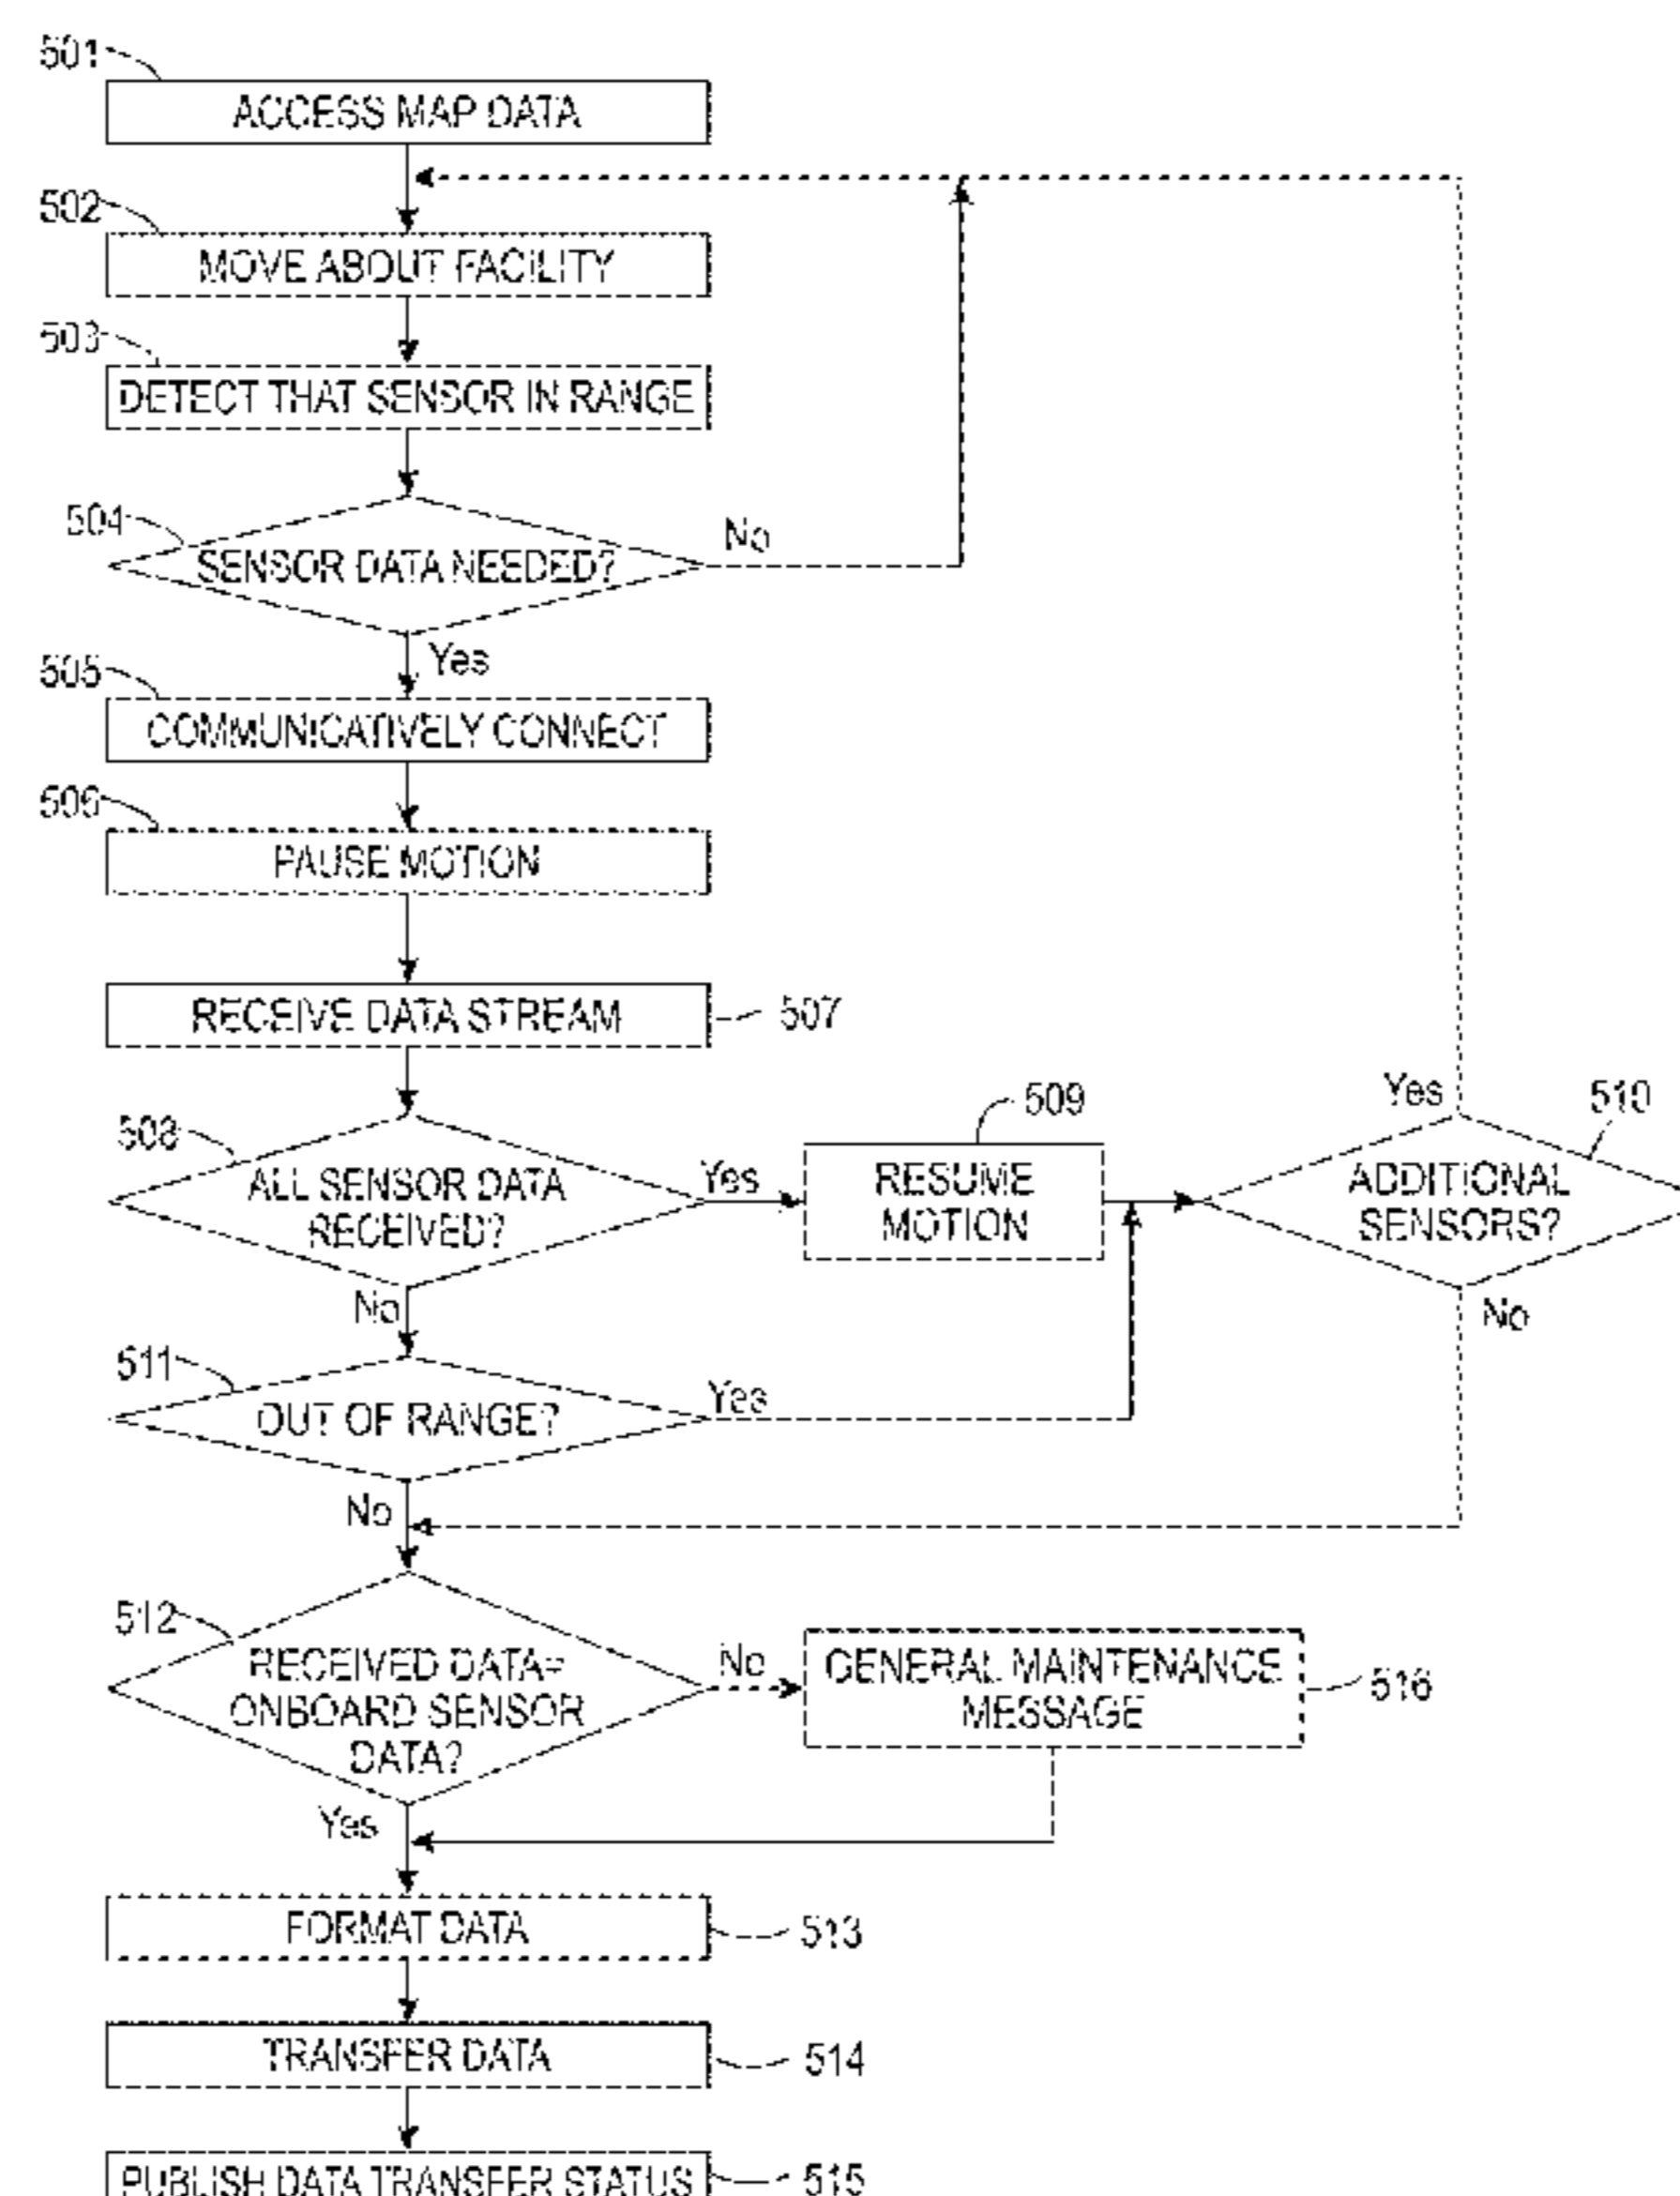 501
ACCESS MAP DATA
502
MOVE ABOUT FACILITY
503
DETECT THAT SENSOR IN RANGE
504
SENSOR DATA NEEDED?
No
Yes
505
COMMUNICATIVELY CONNECT
506
PAUSE MOTION
RECEIVE DATA STREAM
507
508
ALL SENSOR DATA
RECEIVED?
Yes
No
509
RESUME
MOTION
Yes
510
ADDITIONAL
SENSORS?
No
511
OUT OF RANGE?
Yes
No
512
RECEIVED DATA=
ONBOARD SENSOR
DATA?
No
GENERAL MAINTENANCE
MESSAGE
516
Yes
FORMAT DATA
513
TRANSFER DATA
514
PUBLISH DATA TRANSFER STATUS
515